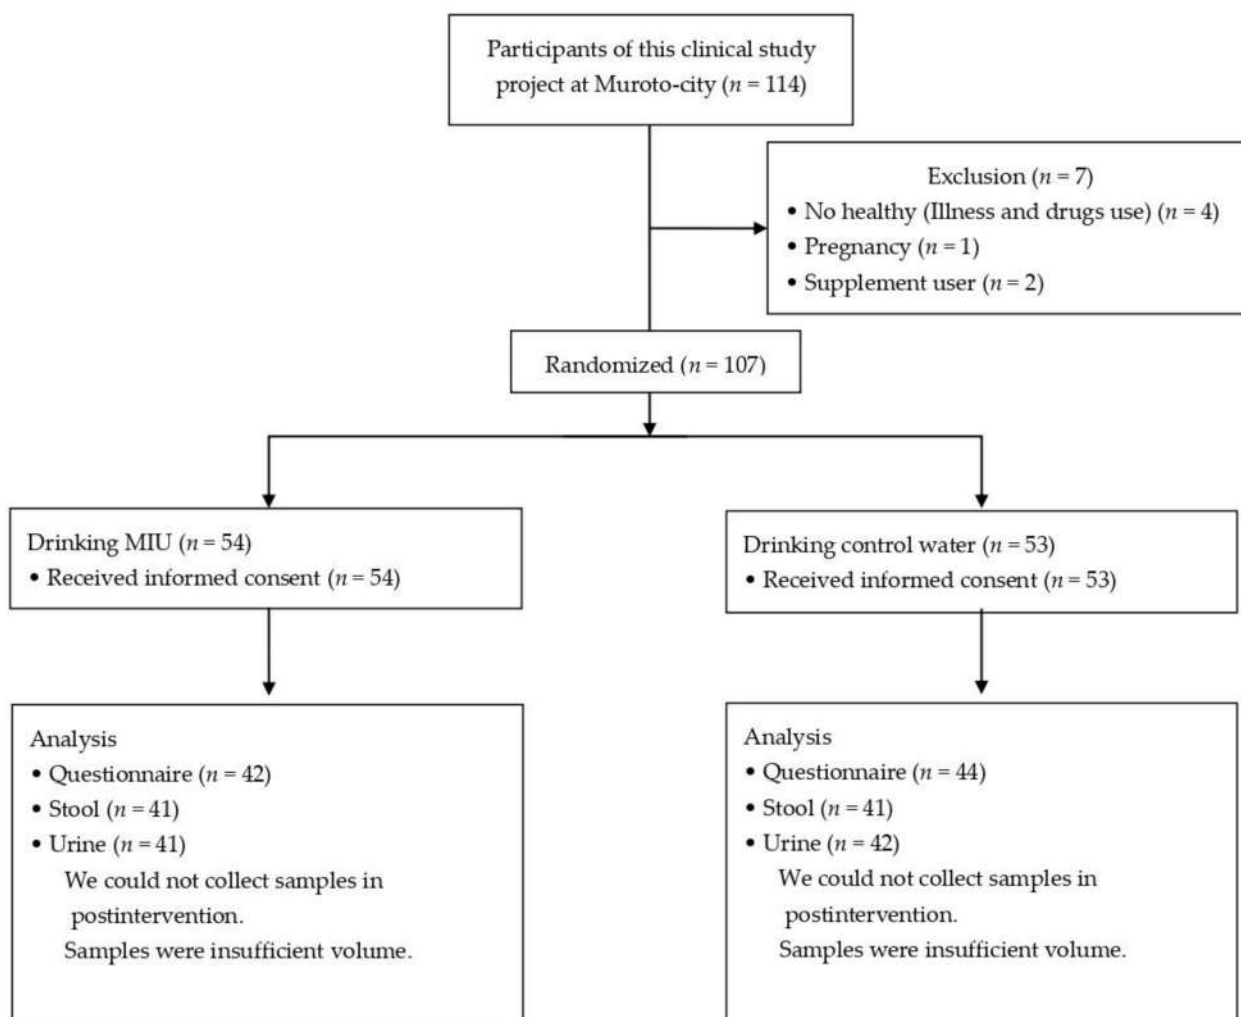 Participants of this clinical study
project at Muroto-city (n = 114)
Exclusion (n = 7)
• No healthy (Illness and drugs use) (n = 4)
• Pregnancy (n = 1)
• Supplement user (n = 2)
Randomized (n = 107)
Drinking MIU (n = 54)
• Received informed consent (n = 54)
Drinking control water (n = 53)
• Received informed consent (n = 53)
Analysis
• Questionnaire (n = 42)
• Stool (n = 41)
• Urine (n = 41)
We could not collect samples in
postintervention.
Samples were insufficient volume.
Analysis
• Questionnaire (n = 44)
• Stool (n = 41)
• Urine (n = 42)
We could not collect samples in
postintervention.
Samples were insufficient volume.